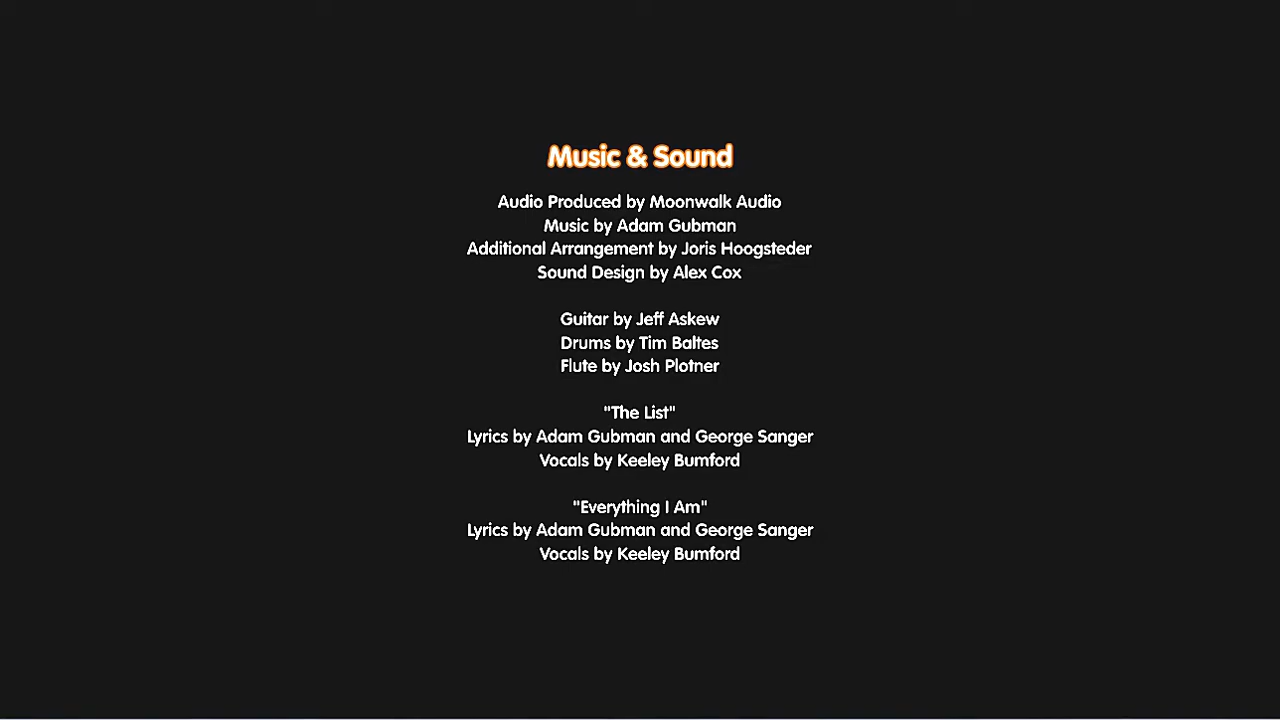 Music & Sound
Audio Produced by Moonwalk Audio
Music by Adam Gubman
Additional Arrangement by Joris Hoogsteder
Sound Design by Alex Cox
Guitar by Jeff Askew
Drums by Tim Baltes
Flute by Josh Plotner
"The List"
Lyrics by Adam Gubman and George Sanger
Vocals by Keeley Bumford
"Everything I Am"
Lyrics by Adam Gubman and George Sanger
Vocals by Keeley Bumford